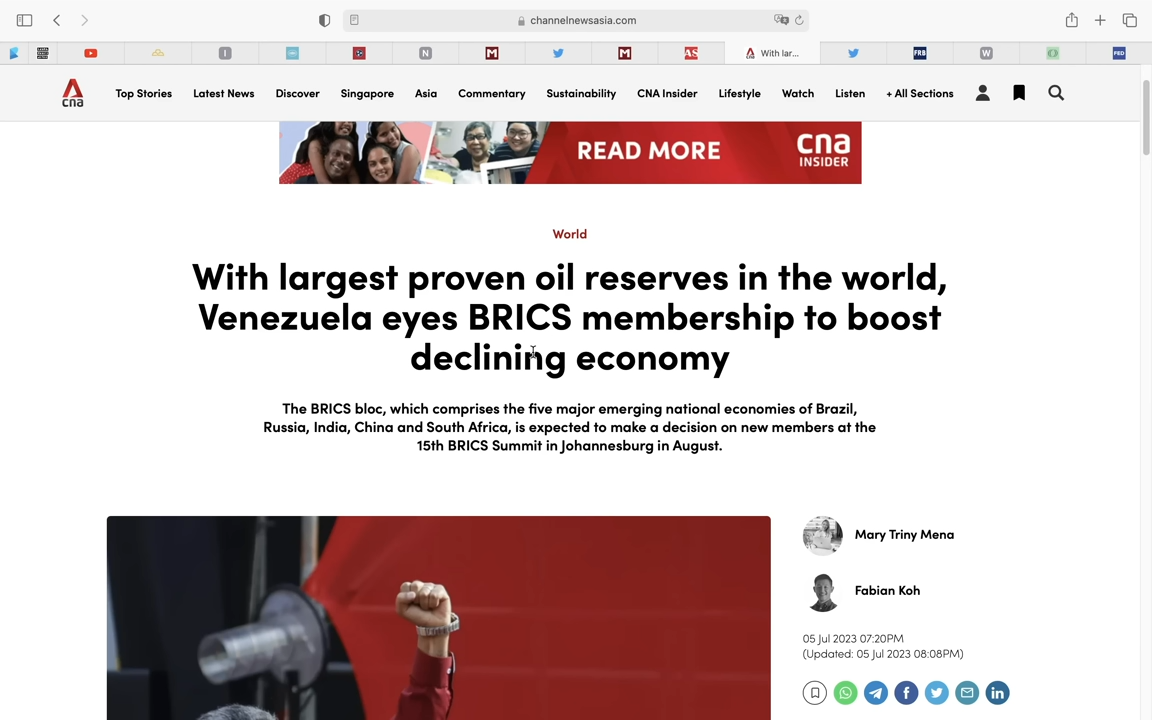 channelnewsasia.com
I
N
M
M
AS
With lar...
FRB
W
FED
cna
Top Stories
Latest News
Discover
Singapore
Asia
Commentary
Sustainability
CNA Insider
Lifestyle
Watch
Listen
+ All Sections
READ MORE
cna
INSIDER
World
With largest proven oil reserves in the world,
Venezuela eyes BRICS membership to boost
declining economy
The BRICS bloc, which comprises the five major emerging national economies of Brazil,
Russia, India, China and South Africa, is expected to make a decision on new members at the
15th BRICS Summit in Johannesburg in August.
Mary Triny Mena
Fabian Koh
05 Jul 2023 07:20PM
(Updated: 05 Jul 2023 08:08PM)